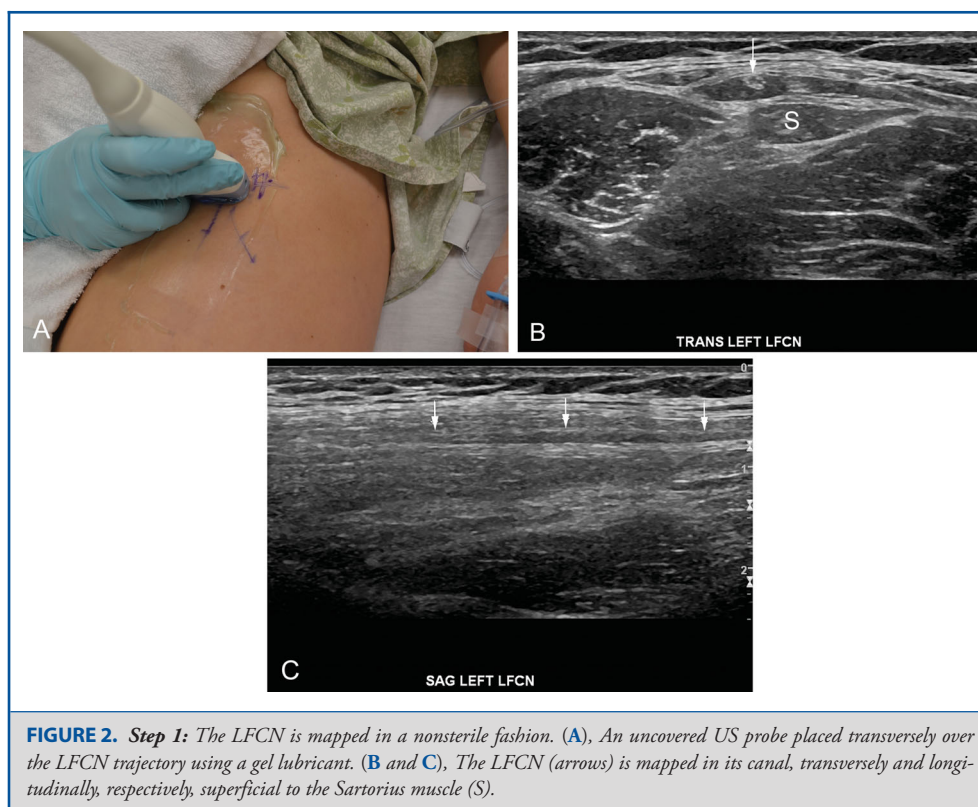 A
S
B
TRANS LEFT LFCN
0
1
2
C
SAG LEFT LFCN
FIGURE 2. Step 1: The LFCN is mapped in a nonsterile fashion. (A), An uncovered US probe placed transversely over
the LFCN trajectory using a gel lubricant. (B and C), The LFCN (arrows) is mapped in its canal, transversely and longi-
tudinally, respectively, superficial to the Sartorius muscle (S).